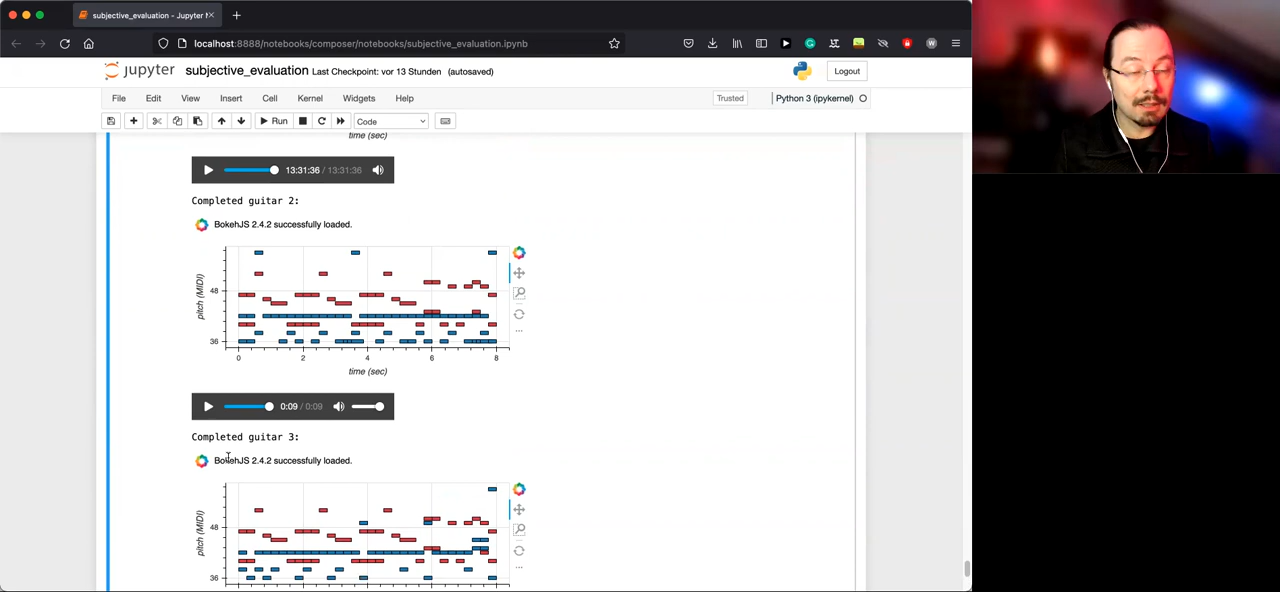 subjective_evaluation - Jupyter N
localhost:8888/notebooks/composer/notebooks/subjective_evaluation.ipynb
jupyter subjective_evaluation Last Checkpoint: vor 13 Stunden (autosaved)
Logout
File Edit View Insert Cell Kernel Widgets Help
Trusted
Python 3 (ipykernel)
Run
Code
time (sec)
13:31:36 / 13:31:36
Completed guitar 2:
BokehJS 2.4.2 successfully loaded.
pitch (MIDI)
48
36
0 2 4 6 8
time (sec)
0:09 / 0:09
Completed guitar 3:
BokehJS 2.4.2 successfully loaded.
pitch (MIDI)
48
36